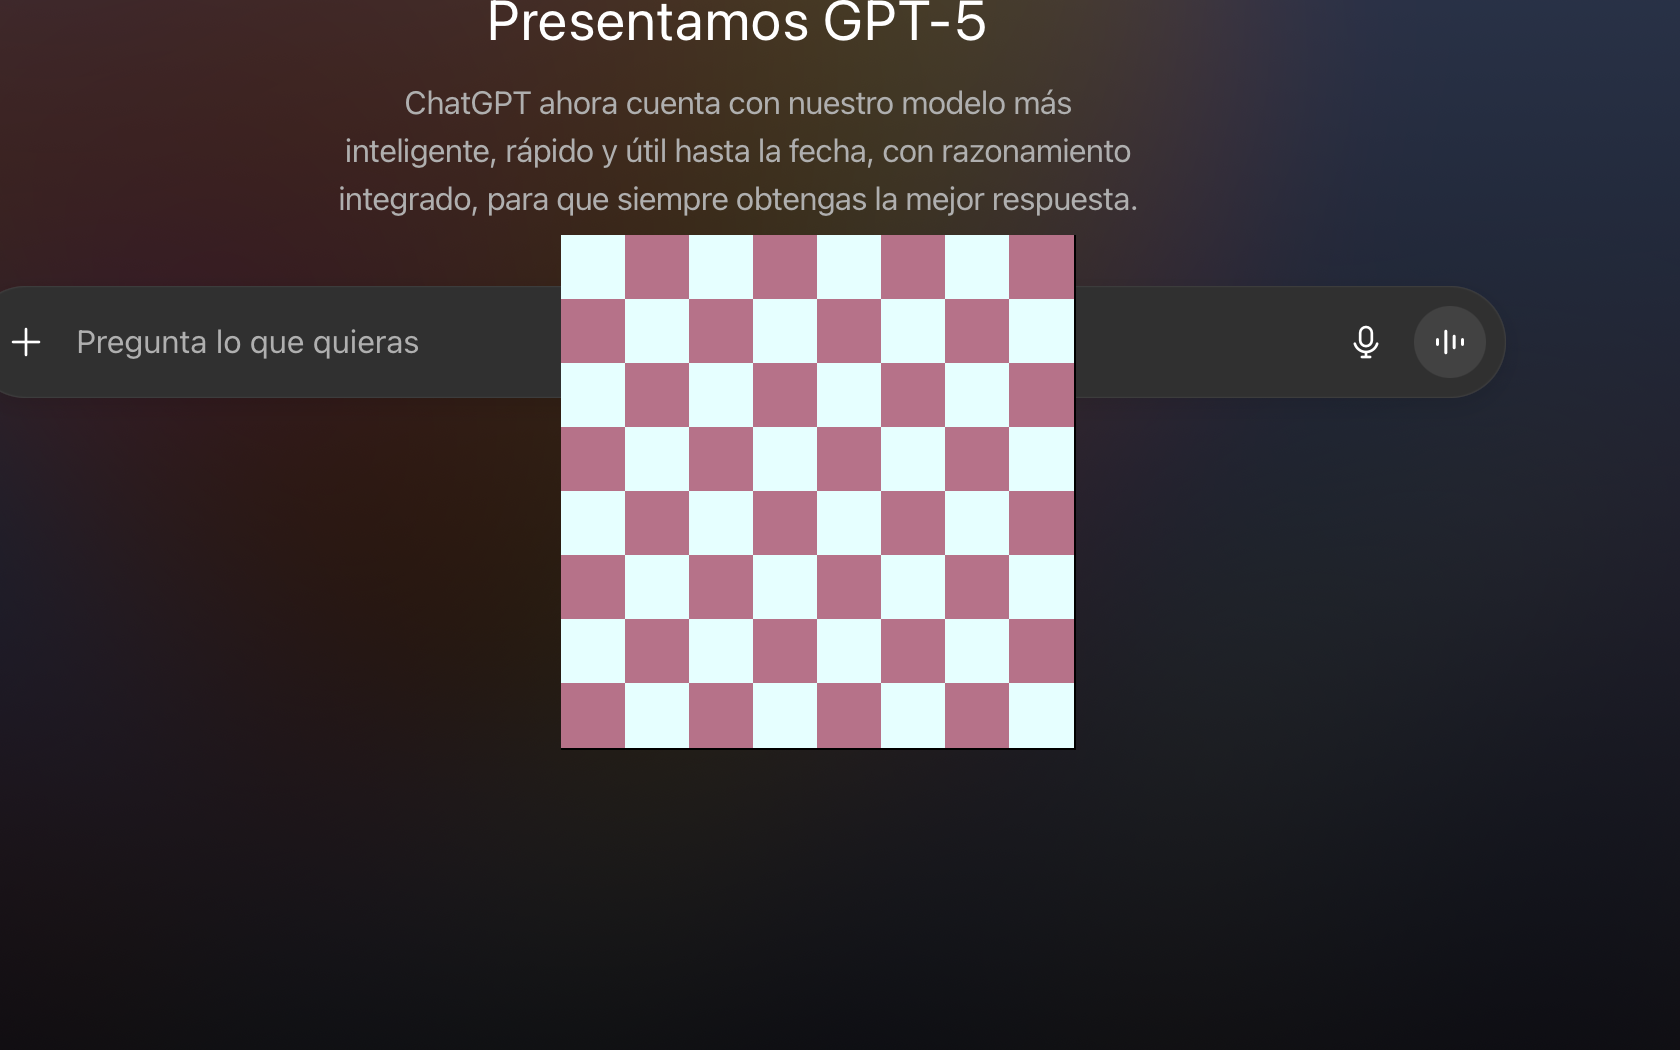 Presentamos GPT-5
ChatGPT ahora cuenta con nuestro modelo más
inteligente, rápido y útil hasta la fecha, con razonamiento
integrado, para que siempre obtengas la mejor respuesta.
Pregunta lo que quieras